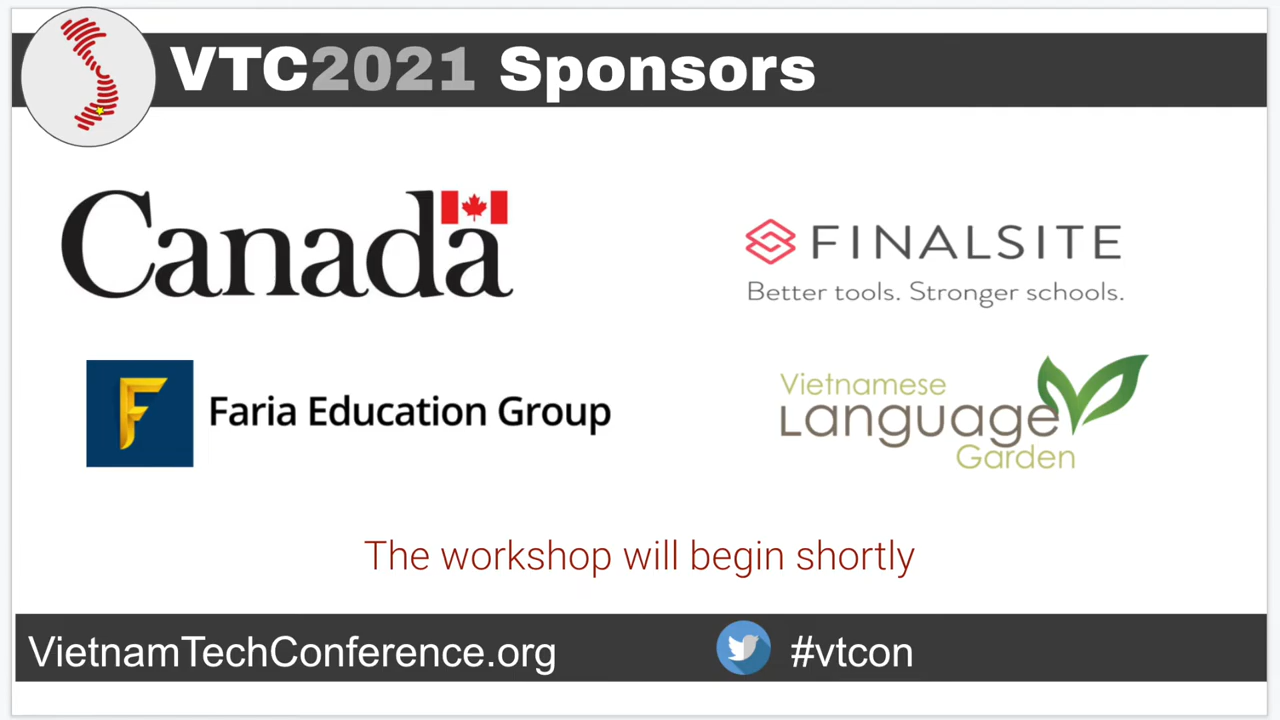 VTC2021 Sponsors
Canada
FINALSITE
Better tools. Stronger schools.
F
Faria Education Group
Vietnamese
Language
Garden
The workshop will begin shortly
VietnamTechConference.org
#vtcon